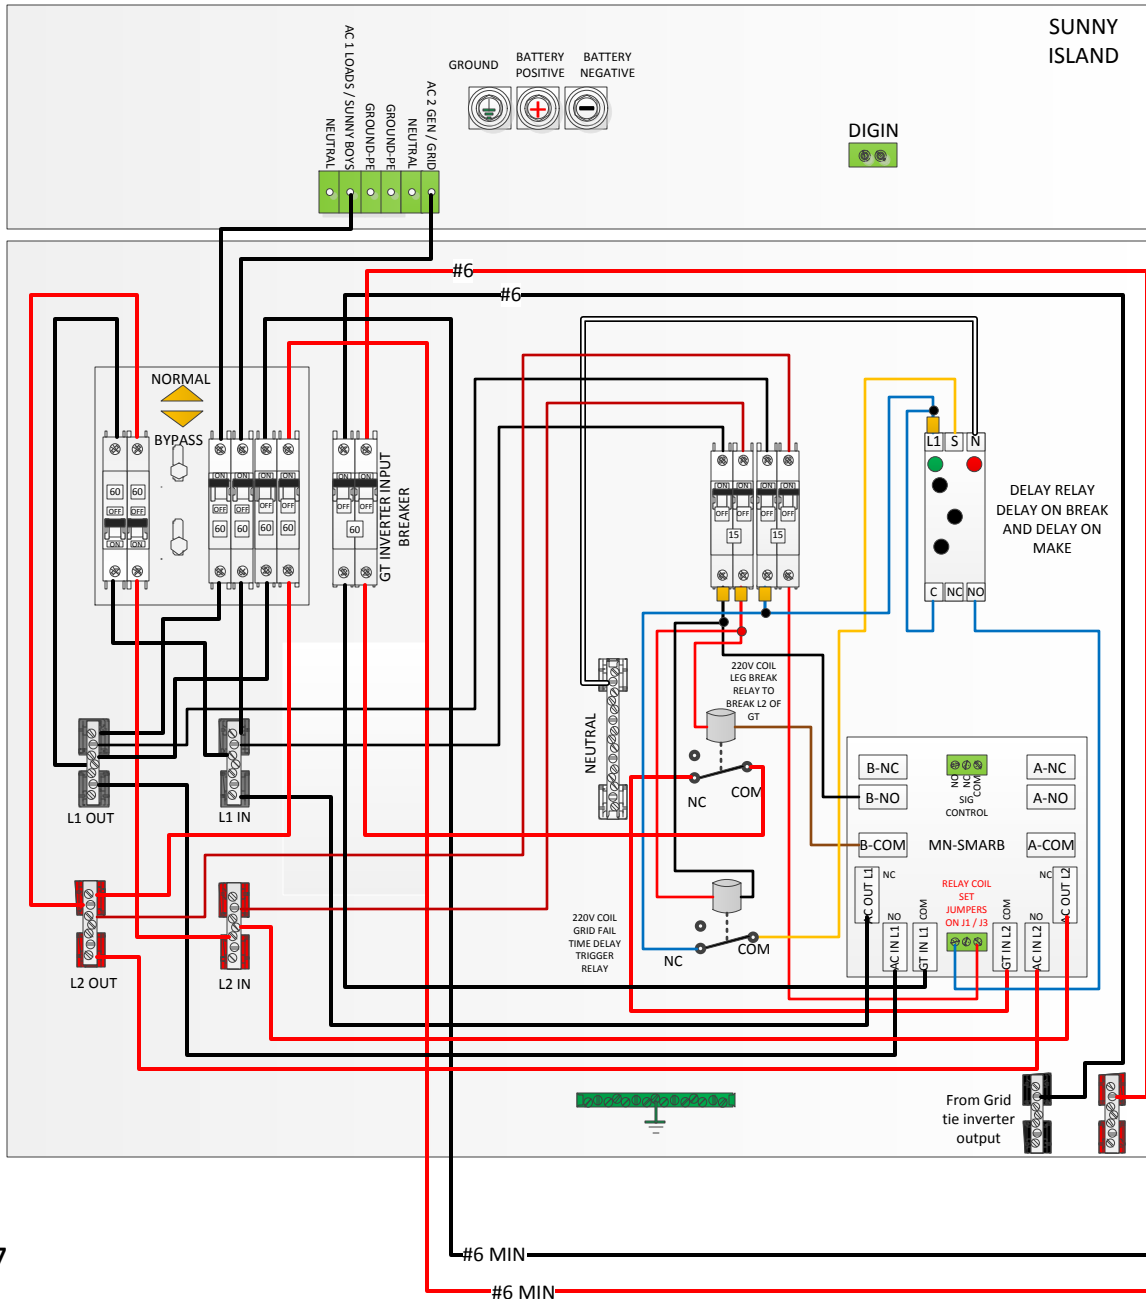 SUNNY
ISLAND
NEUTRAL
AC 1 LOADS / SUNNY BOYS
GROUND-PE
GROUND-PE
NEUTRAL
AC 2 GEN / GRID
GROUND
BATTERY
POSITIVE
BATTERY
NEGATIVE
DIGIN
#6
#6
NORMAL
BYPASS
60
60
OFF
OFF
ON
ON
ON
ON
ON
ON
OFF
OFF
OFF
OFF
60
60
60
60
ON
ON
OFF
OFF
60
GT INVERTER INPUT
BREAKER
ON
ON
ON
ON
OFF
OFF
OFF
OFF
15
15
L1
S
N
C
NC
NO
DELAY RELAY
DELAY ON BREAK
AND DELAY ON
MAKE
220V COIL
LEG BREAK
RELAY TO
BREAK L2 OF
GT
NEUTRAL
NC
COM
L1 OUT
L1 IN
L2 OUT
L2 IN
220V COIL
GRID FAIL
TIME DELAY
TRIGGER
RELAY
NC
COM
B-NC
B-NO
B-COM
NO
NC
COM
SIG
CONTROL
MN-SMARB
A-NC
A-NO
A-COM
AC OUT L1
NC
NO
AC IN L1
COM
GT IN L1
RELAY COIL
SET
JUMPERS
ON J1 / J3
COM
GT IN L2
NO
AC IN L2
NC
AC OUT L2
From Grid
tie inverter
output
7
#6 MIN
#6 MIN